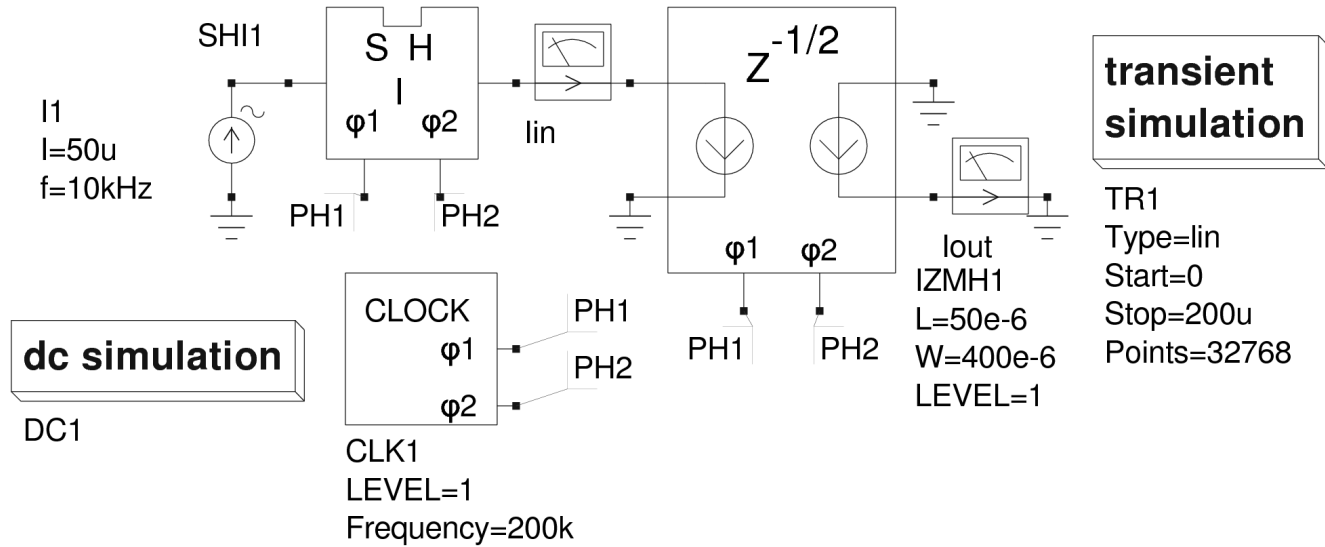 SHI1
I1
I=50u
f=10kHz
S H
I
φ1 φ2
PH1
PH2
Iin
Z-1/2
φ1 φ2
PH1
PH2
Iout
IZMH1
L=50e-6
W=400e-6
LEVEL=1
transient
simulation
TR1
Type=lin
Start=0
Stop=200u
Points=32768
dc simulation
DC1
CLOCK
φ1
φ2
PH1
PH2
CLK1
LEVEL=1
Frequency=200k